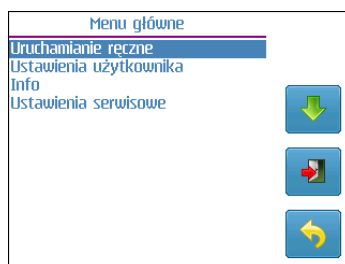 Menu główne
Uruchamianie ręczne
Ustawienia użytkownika
Info
Ustawienia serwisowe